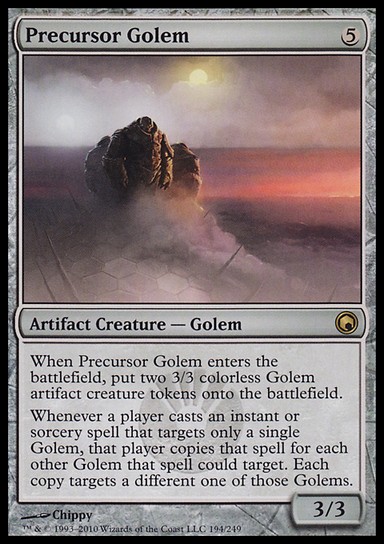 Precursor Golem 5
Artifact Creature — Golem
When Precursor Golem enters the
battlefield, put two 3/3 colorless Golem
artifact creature tokens onto the battlefield.
Whenever a player casts an instant or
sorcery spell that targets only a single
Golem, that player copies that spell for each
other Golem that spell could target. Each
copy targets a different one of those Golems.
3/3
Chippy
™ & © 1993–2010 Wizards of the Coast LLC 194/249